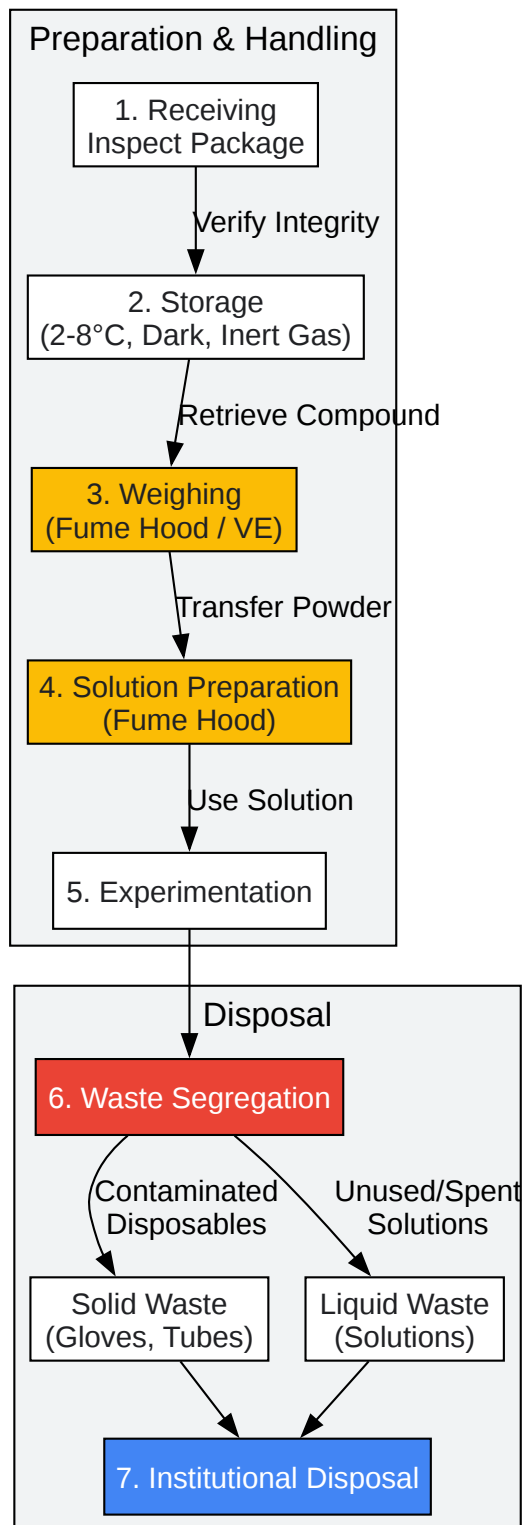 Preparation & Handling
1. Receiving
Inspect Package
Verify Integrity
2. Storage
(2-8°C, Dark, Inert Gas)
Retrieve Compound
3. Weighing
(Fume Hood / VE)
Transfer Powder
4. Solution Preparation
(Fume Hood)
Use Solution
5. Experimentation
Disposal
6. Waste Segregation
Contaminated
Disposables
Unused/Spent
Solutions
Solid Waste
(Gloves, Tubes)
Liquid Waste
(Solutions)
7. Institutional Disposal